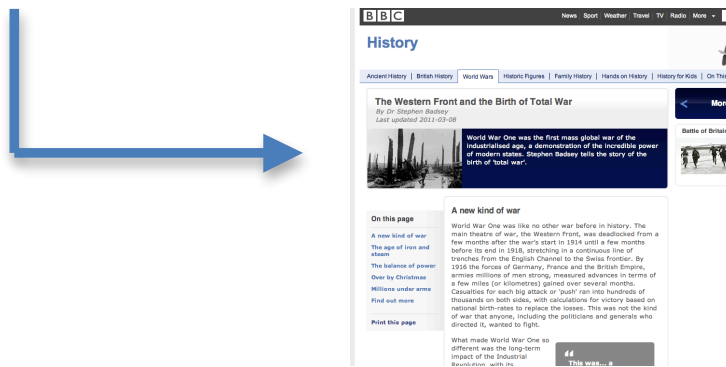 BBC
News Sport Weather Travel TV Radio More
History
Ancient History | British History World Wars Historic Figures | Family History | Hands on History | History for Kids | On This
The Western Front and the Birth of Total War
By Dr Stephen Badsey
Last updated 2011-03-08
World War One was the first mass global war of the
industrialised age, a demonstration of the incredible power
of modern states. Stephen Badsey tells the story of the
birth of 'total war'.
< More
Battle of Britain
On this page
A new kind of war
The age of iron and
steam
The balance of power
Over by Christmas
Millions under arms
Find out more
Print this page
A new kind of war
World War One was like no other war before in history. The
main theatre of war, the Western Front, was deadlocked from a
few months after the war's start in 1914 until a few months
before its end in 1918, stretching in a continuous line of
trenches from the English Channel to the Swiss frontier. By
1916 the forces of Germany, France and the British Empire,
armies millions of men strong, measured advances in terms of
a few miles (or kilometres) gained over several months.
Casualties for each big attack or 'push' ran into hundreds of
thousands on both sides, with calculations for victory based on
national birth-rates to replace the losses. This was not the kind
of war that anyone, including the politicians and generals who
directed it, wanted to fight.
What made World War One so
different was the long-term
impact of the Industrial
Revolution, with its
“
This was... a